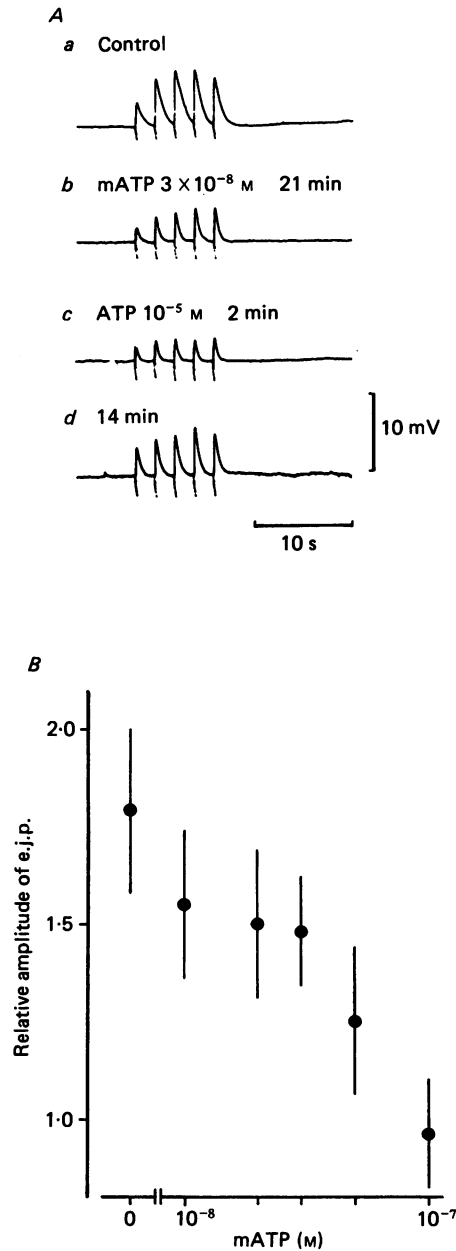 A
a Control
b mATP 3 × 10⁻⁸ M 21 min
c ATP 10⁻⁵ M 2 min
d 14 min
10 mV
10 s
B
Relative amplitude of e.j.p.
2·0
1·5
1·0
0 10⁻⁸ 10⁻⁷
mATP (M)